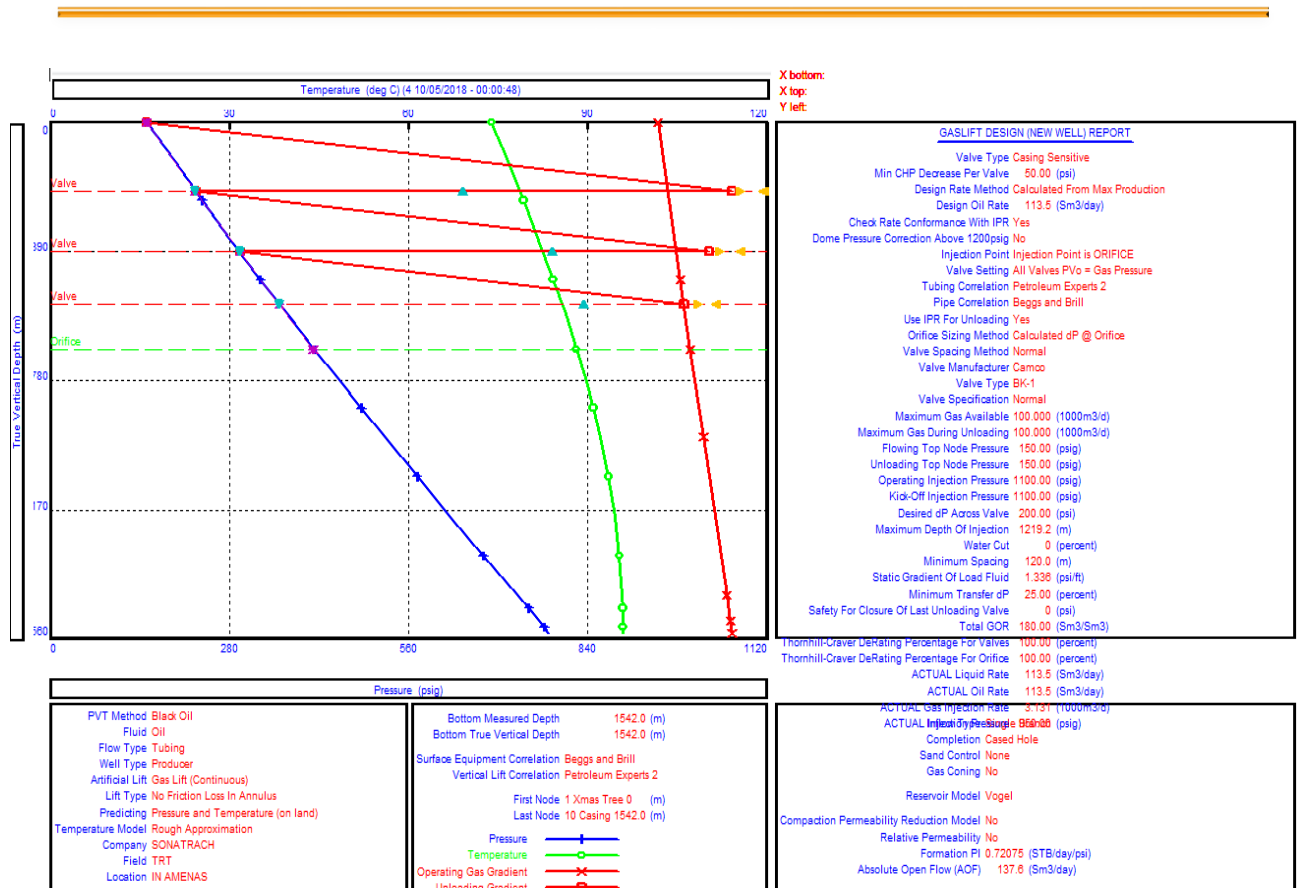 X bottom:
Temperature (deg C) (4 10/05/2018 - 00:00:48)
X top:
Y left:
0 30 60 90 120
0
GASLIFT DESIGN (NEW WELL) REPORT
Valve Type Casing Sensitive
Min CHP Decrease Per Valve 50.00 (psi)
Valve
Design Rate Method Calculated From Max Production
Design Oil Rate 113.5 (Sm3/day)
Check Rate Conformance With IPR Yes
Dome Pressure Correction Above 1200psig No
Valve
390
Injection Point Injection Point is ORIFICE
Valve Setting All Valves PVo = Gas Pressure
Tubing Correlation Petroleum Experts 2
Valve
Pipe Correlation Beggs and Brill
Use IPR For Unloading Yes
Orifice Sizing Method Calculated dP @ Orifice
Orifice
Valve Spacing Method Normal
Valve Manufacturer Camco
780
Valve Type BK-1
Valve Specification Normal
True Vertical Depth (m)
Maximum Gas Available 100.000 (1000m3/d)
Maximum Gas During Unloading 100.000 (1000m3/d)
Flowing Top Node Pressure 150.00 (psig)
Unloading Top Node Pressure 150.00 (psig)
Operating Injection Pressure 1100.00 (psig)
Kick-Off Injection Pressure 1100.00 (psig)
170
Desired dP Across Valve 200.00 (psi)
Maximum Depth Of Injection 1219.2 (m)
Water Cut 0 (percent)
Minimum Spacing 120.0 (m)
Static Gradient Of Load Fluid 1.336 (psi/ft)
Minimum Transfer dP 25.00 (percent)
Safety For Closure Of Last Unloading Valve 0 (psi)
560
Total GOR 180.00 (Sm3/Sm3)
0 280 560 840 1120
Thornhill-Craver DeRating Percentage For Valves 100.00 (percent)
Thornhill-Craver DeRating Percentage For Orifice 100.00 (percent)
ACTUAL Liquid Rate 113.5 (Sm3/day)
Pressure (psig)
ACTUAL Oil Rate 113.5 (Sm3/day)
ACTUAL Gas Injection Rate 3.131 (1000m3/d)
PVT Method Black Oil
Fluid Oil
Flow Type Tubing
Well Type Producer
Artificial Lift Gas Lift (Continuous)
Lift Type No Friction Loss In Annulus
Predicting Pressure and Temperature (on land)
Temperature Model Rough Approximation
Company SONATRACH
Field TRT
Location IN AMENAS
Bottom Measured Depth 1542.0 (m)
Bottom True Vertical Depth 1542.0 (m)
Surface Equipment Correlation Beggs and Brill
Vertical Lift Correlation Petroleum Experts 2
First Node 1 Xmas Tree 0 (m)
Last Node 10 Casing 1542.0 (m)
Pressure
Temperature
Operating Gas Gradient
Unloading Gradient
ACTUAL (psig)
Completion Cased Hole
Sand Control None
Gas Coning No
Reservoir Model Vogel
Compaction Permeability Reduction Model No
Relative Permeability No
Formation PI 0.72075 (STB/day/psi)
Absolute Open Flow (AOF) 137.6 (Sm3/day)